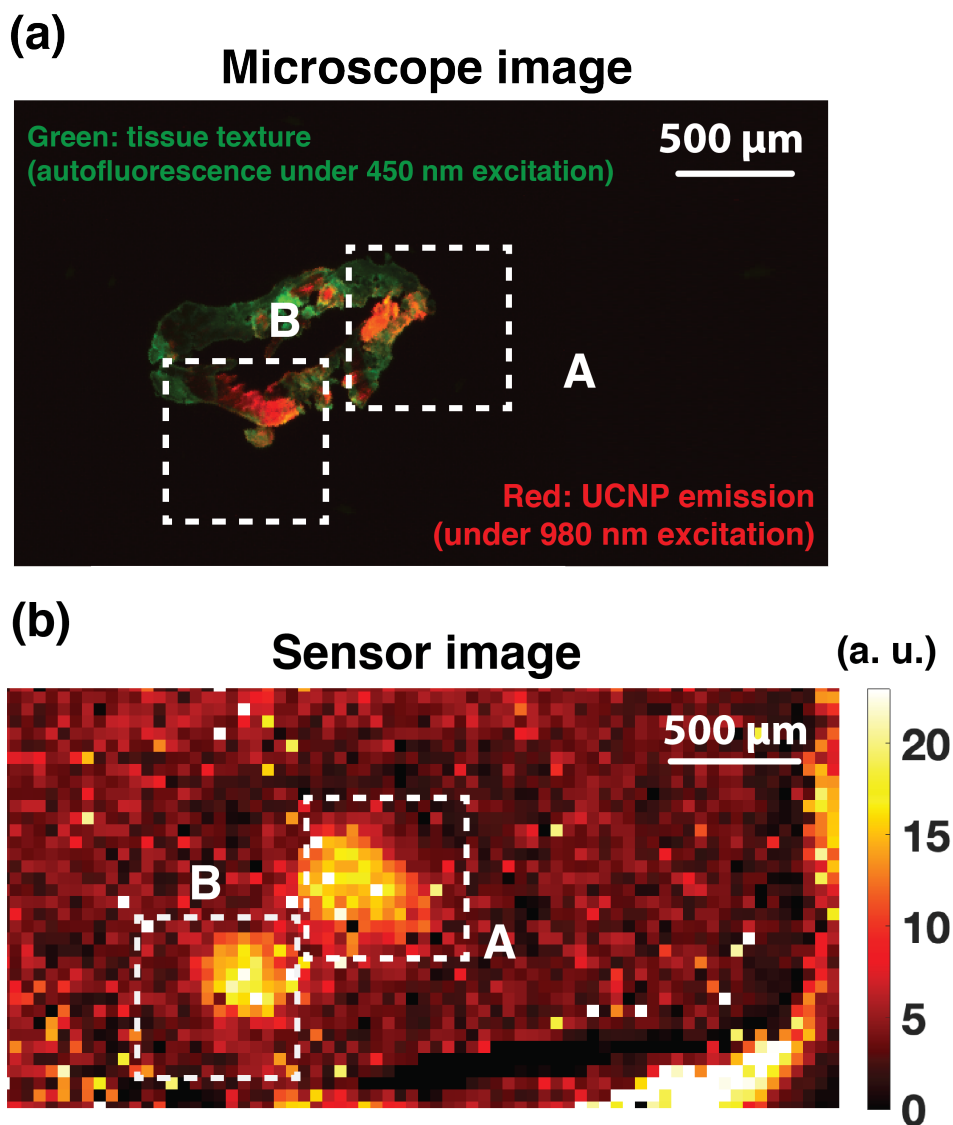 (a)
Microscope image
Green: tissue texture
(autofluorescence under 450 nm excitation)
500 µm
B
A
Red: UCNP emission
(under 980 nm excitation)
(b)
Sensor image
(a. u.)
500 µm
B
A
20
15
10
5
0